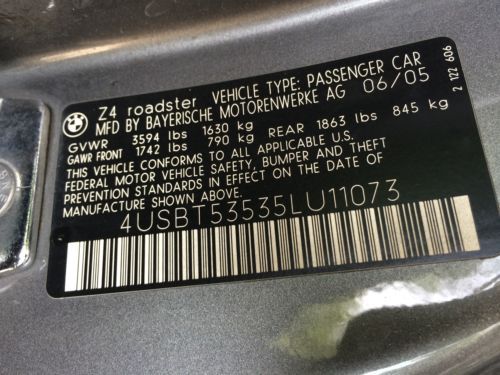 Z4 roadster VEHICLE TYPE: PASSENGER CAR
MFD BY BAYERISCHE MOTORENWERKE AG 06/05
GVWR 3594 lbs 1630 kg
GAWR FRONT 1742 lbs 790 kg REAR 1863 lbs 845 kg
THIS VEHICLE CONFORMS TO ALL APPLICABLE U.S.
FEDERAL MOTOR VEHICLE SAFETY, BUMPER AND THEFT
PREVENTION STANDARDS IN EFFECT ON THE DATE OF
MANUFACTURE SHOWN ABOVE.
4USBT53535LU11073
2 122 606